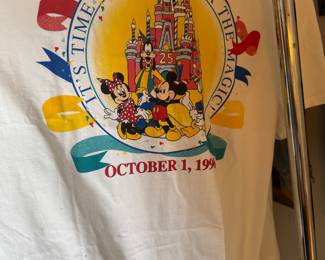 IT'S TIME
THE MAGIC!
25
OCTOBER 1, 199